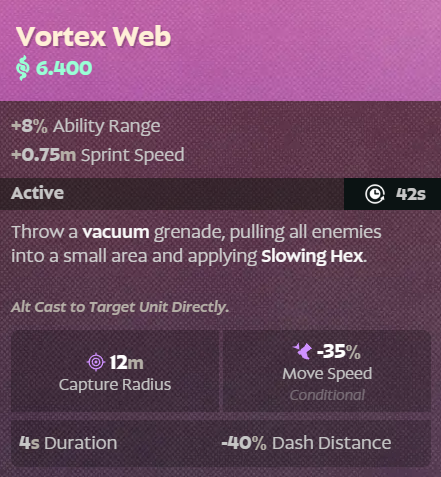 Vortex Web
6.400
+8% Ability Range
+0.75m Sprint Speed
Active 42s
Throw a vacuum grenade, pulling all enemies
into a small area and applying Slowing Hex.
Alt Cast to Target Unit Directly.
12m
Capture Radius
-35%
Move Speed
Conditional
4s Duration
-40% Dash Distance